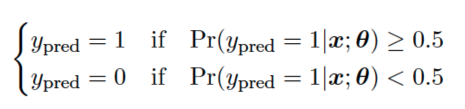 y_pred = 1 if Pr(y_pred = 1|x; θ) ≥ 0.5
y_pred = 0 if Pr(y_pred = 1|x; θ) < 0.5